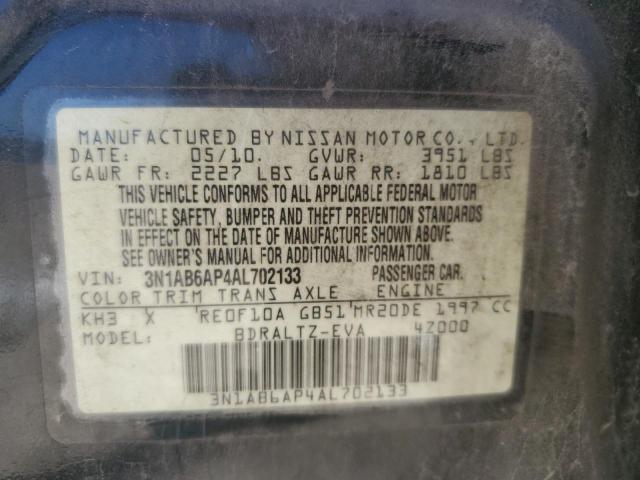 MANUFACTURED BY NISSAN MOTOR CO., LTD.
DATE: 05/10. GVWR: 3951 LBS
GAWR FR: 2227 LBS GAWR RR: 1810 LBS
THIS VEHICLE CONFORMS TO ALL APPLICABLE FEDERAL MOTOR
VEHICLE SAFETY, BUMPER AND THEFT PREVENTION STANDARDS
IN EFFECT ON THE DATE OF MANUFACTURE SHOWN ABOVE.
SEE OWNER'S MANUAL FOR ADDITIONAL INFORMATION.
VIN: 3N1AB6AP4AL702133 PASSENGER CAR.
COLOR TRIM TRANS AXLE ENGINE
KH3 X RE0F10A GB51 MR20DE 1997 CC
MODEL: BDRALTZ-EVA 4Z000
3N1AB6AP4AL702133